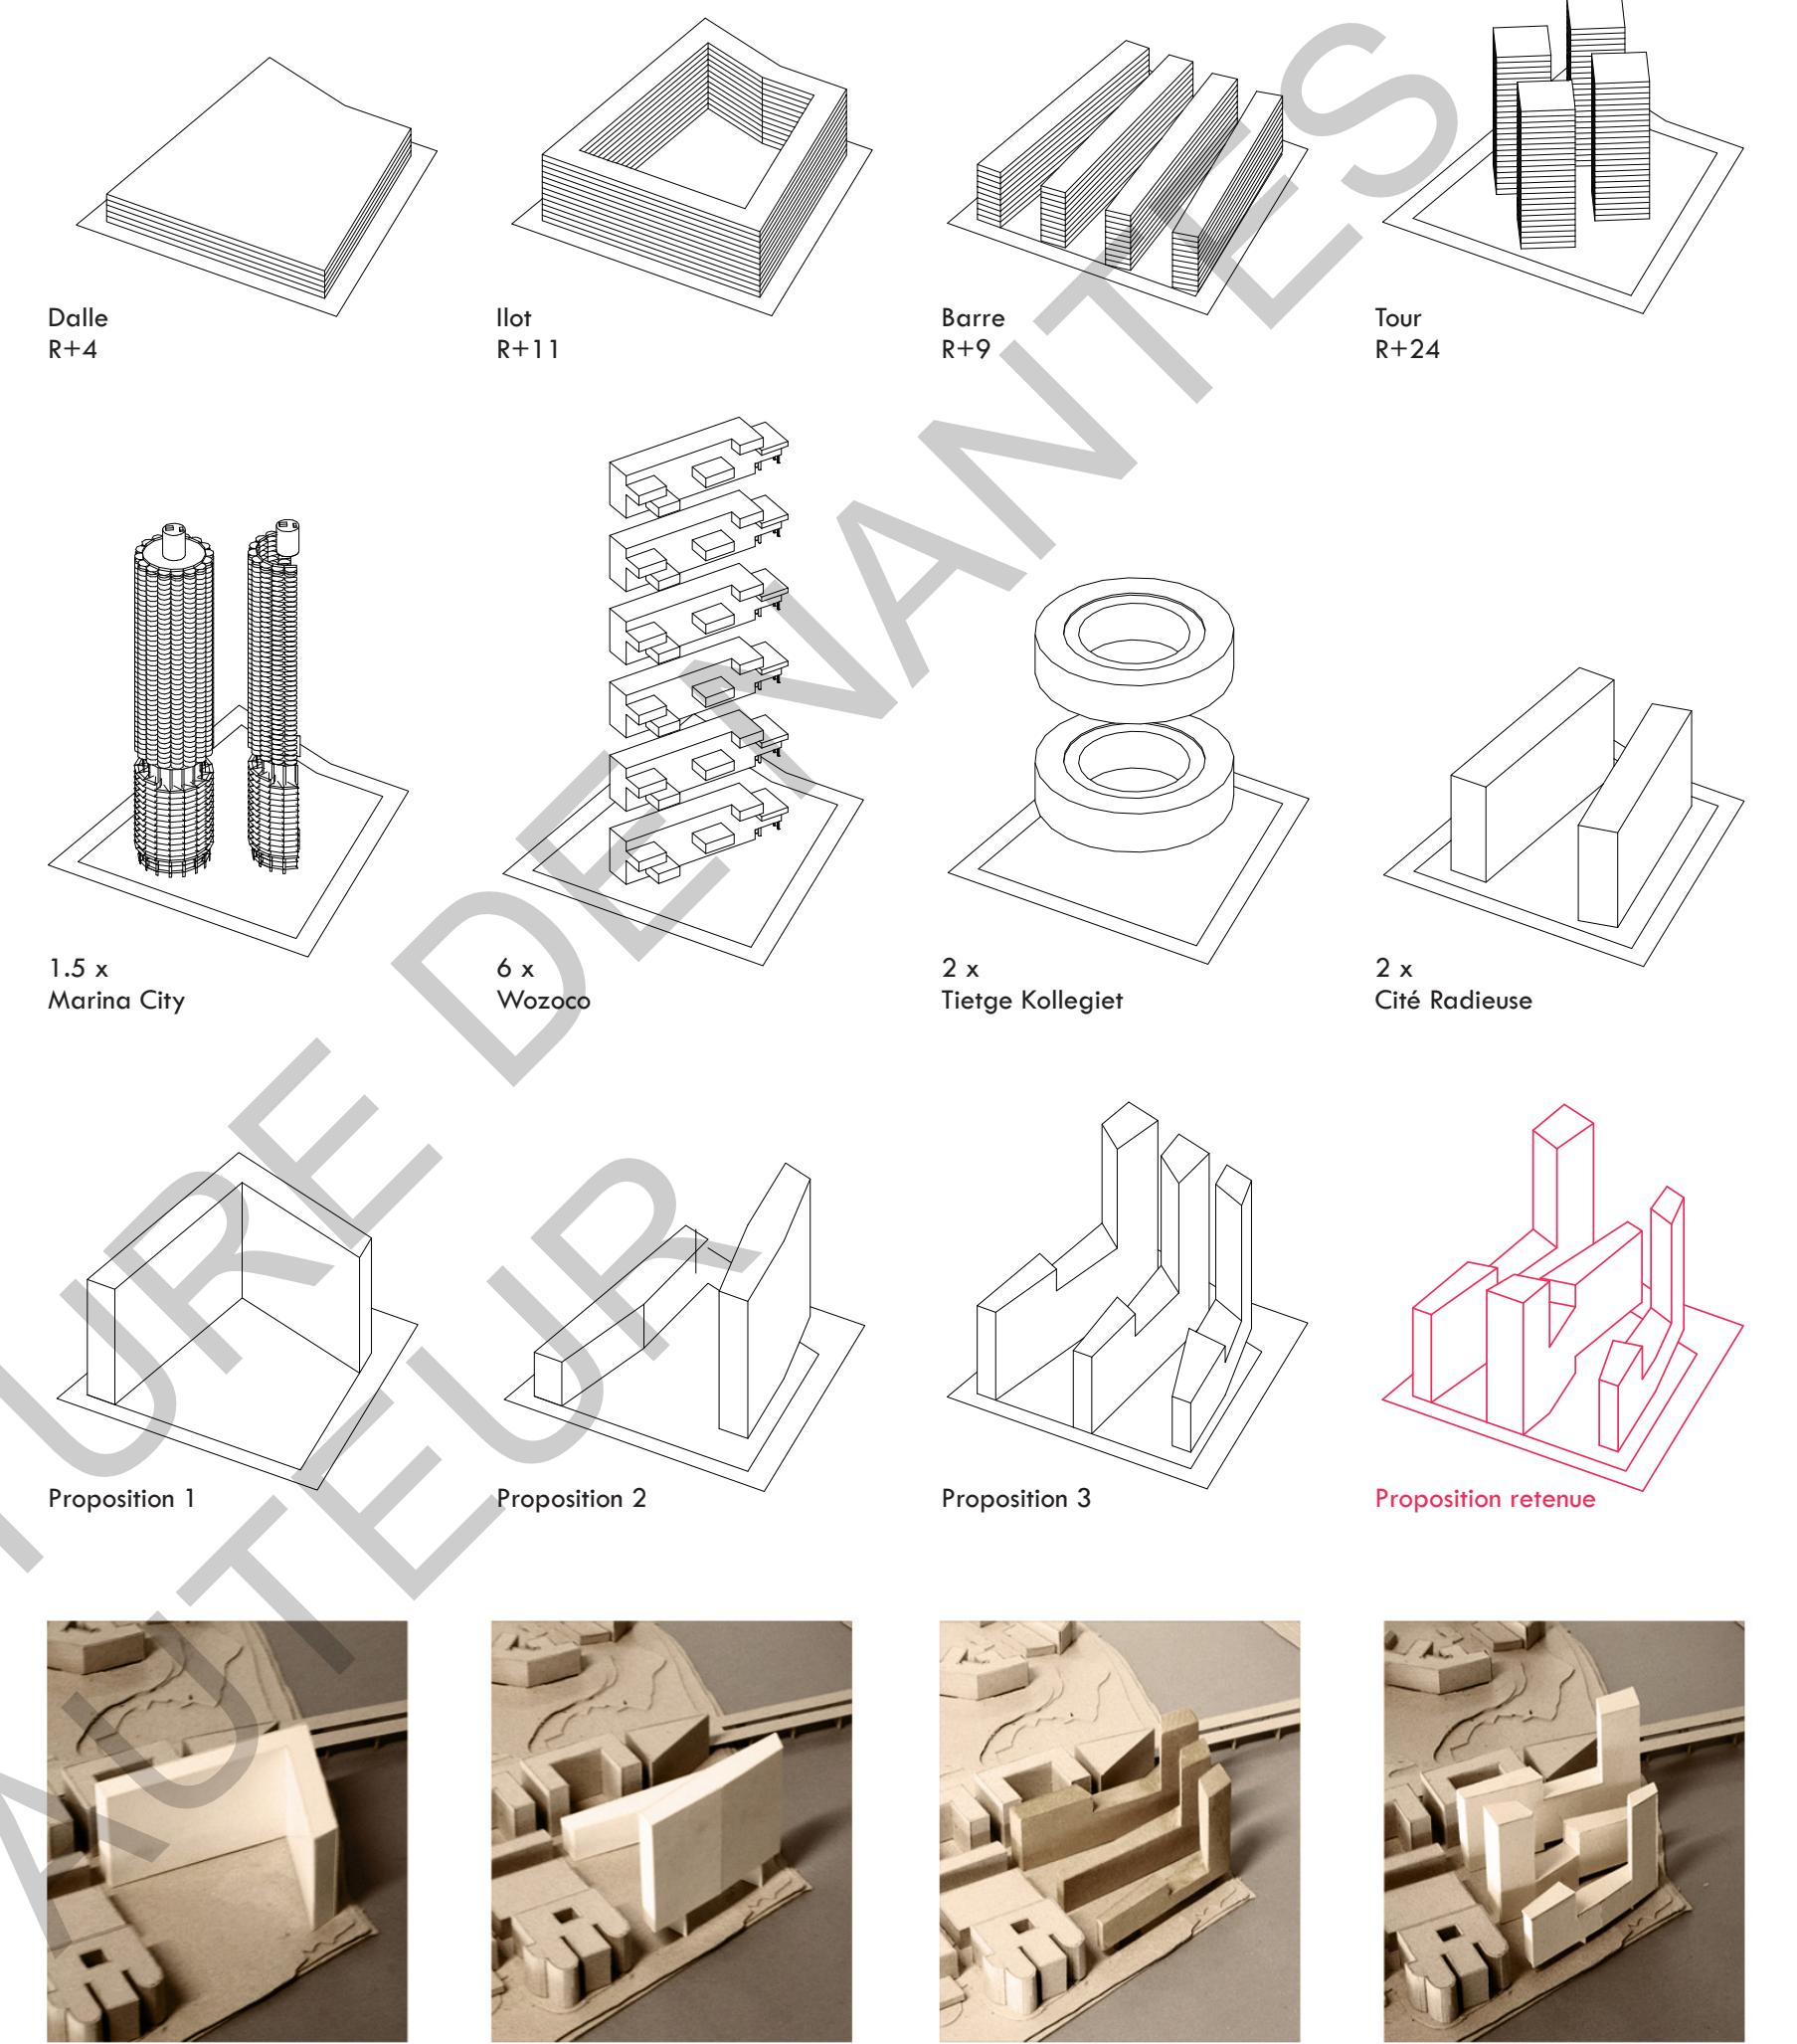 Dalle
R+4
Ilot
R+11
Barre
R+9
Tour
R+24
1.5 x
Marina City
6 x
Wozoco
2 x
Tietge Kollegiet
2 x
Cité Radieuse
Proposition 1
Proposition 2
Proposition 3
Proposition retenue
URE DE NANTES
AUTEUR